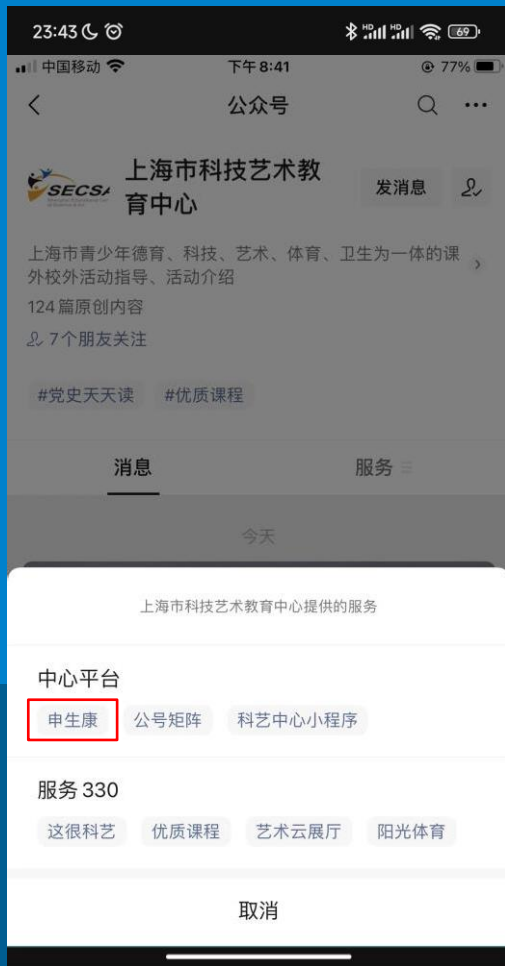 23:43
69
中国移动
下午 8:41
77%
公众号
SECSA
上海市科技艺术教
育中心
发消息
上海市青少年德育、科技、艺术、体育、卫生为一体的课
外校外活动指导、活动介绍
124篇原创内容
7个朋友关注
#党史天天读 #优质课程
消息
服务
今天
上海市科技艺术教育中心提供的服务
中心平台
申生康 公号矩阵 科艺中心小程序
服务 330
这很科艺 优质课程 艺术云展厅 阳光体育
取消